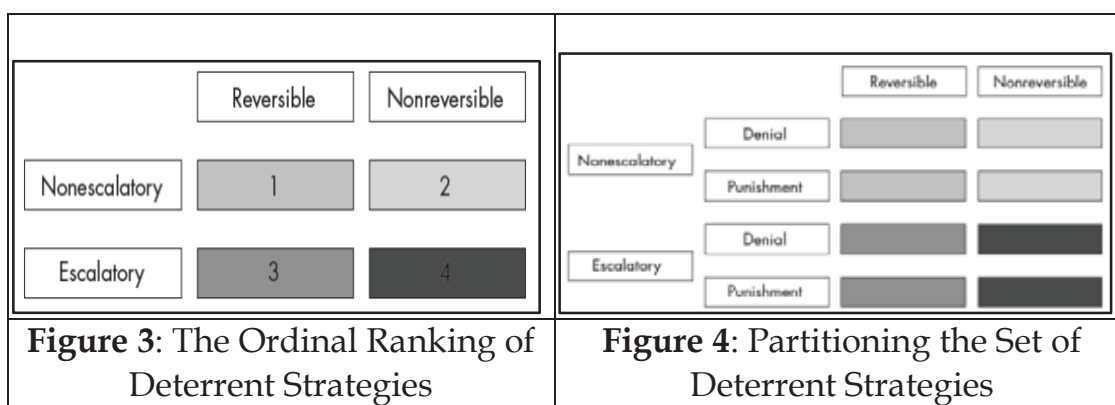 Reversible Nonreversible
Nonescalatory 1 2
Escalatory 3 4
Figure 3: The Ordinal Ranking of
Deterrent Strategies
Reversible Nonreversible
Denial
Nonescalatory
Punishment
Denial
Escalatory
Punishment
Figure 4: Partitioning the Set of
Deterrent Strategies